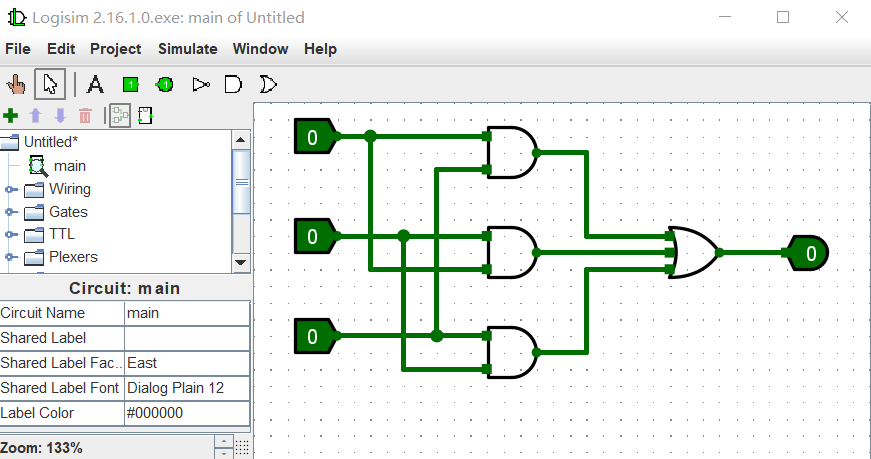 Logisim 2.16.1.0.exe: main of Untitled
File Edit Project Simulate Window Help
A 1 1
Untitled*
main
Wiring
Gates
TTL
Plexers
Circuit: main
Circuit Name main
Shared Label
Shared Label Fac.. East
Shared Label Font Dialog Plain 12
Label Color #000000
Zoom: 133%
0
0
0
0